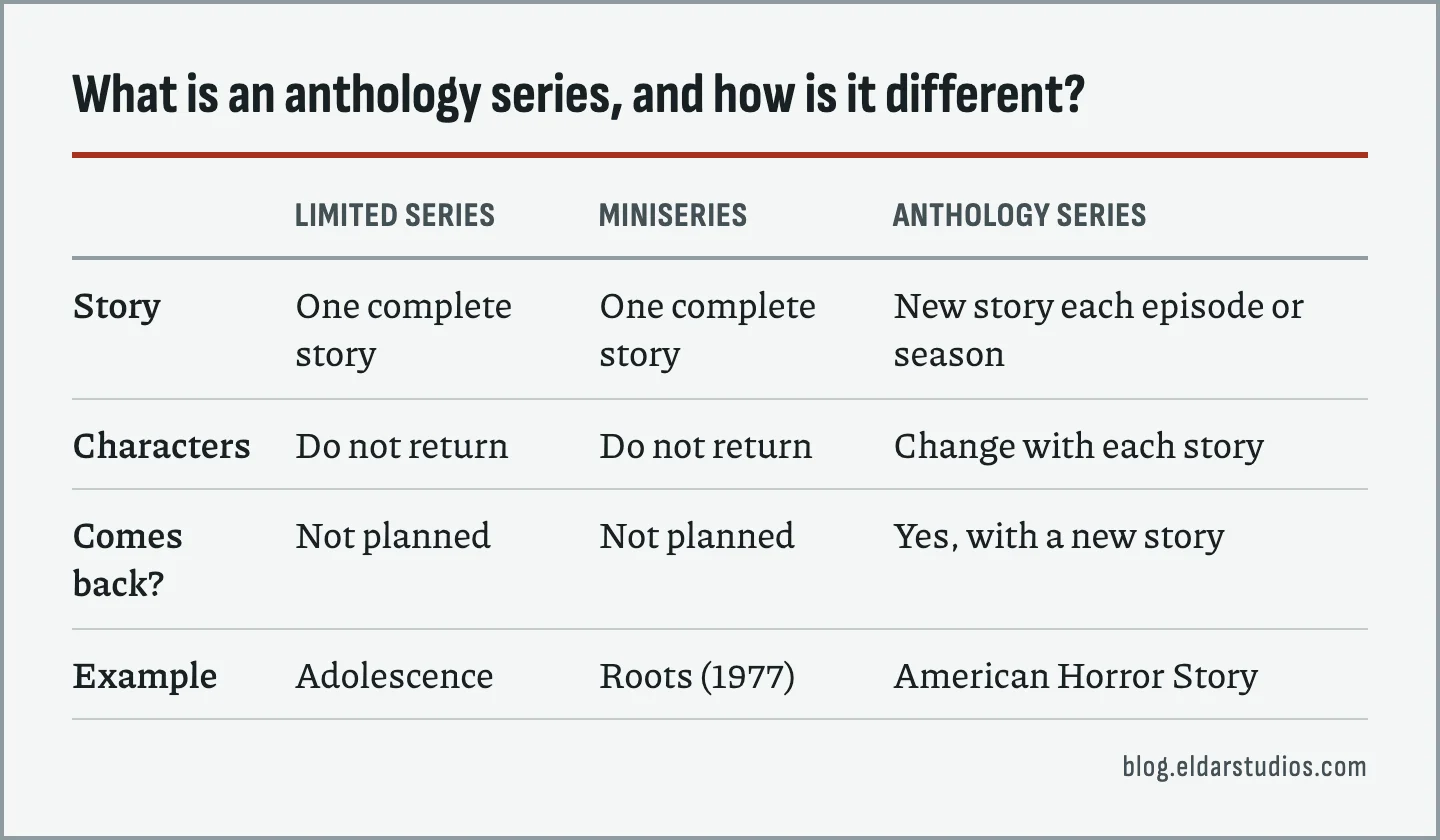 What is an anthology series, and how is it different?
LIMITED SERIES MINISERIES ANTHOLOGY SERIES
Story One complete One complete New story each episode or
story story season
Characters Do not return Do not return Change with each story
Comes Not planned Not planned Yes, with a new story
back?
Example Adolescence Roots (1977) American Horror Story
blog.eldarstudios.com